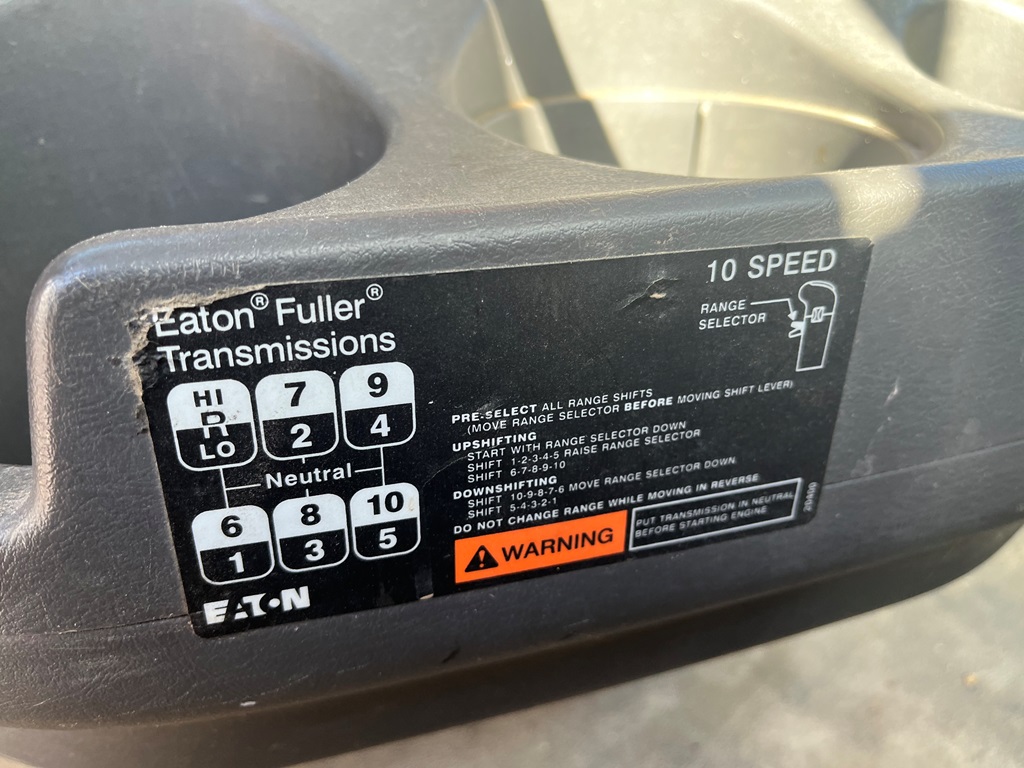 Eaton® Fuller®
Transmissions
10 SPEED
RANGE
SELECTOR
HI
R
R
LO
7
2
9
4
Neutral
6
1
8
3
10
5
EATON
PRE-SELECT ALL RANGE SHIFTS
(MOVE RANGE SELECTOR BEFORE MOVING SHIFT LEVER)
UPSHIFTING
START WITH RANGE SELECTOR DOWN
SHIFT 1-2-3-4-5 RAISE RANGE SELECTOR
SHIFT 6-7-8-9-10
DOWNSHIFTING
SHIFT 10-9-8-7-6 MOVE RANGE SELECTOR DOWN
SHIFT 5-4-3-2-1
DO NOT CHANGE RANGE WHILE MOVING IN REVERSE
WARNING
PUT TRANSMISSION IN NEUTRAL
BEFORE STARTING ENGINE